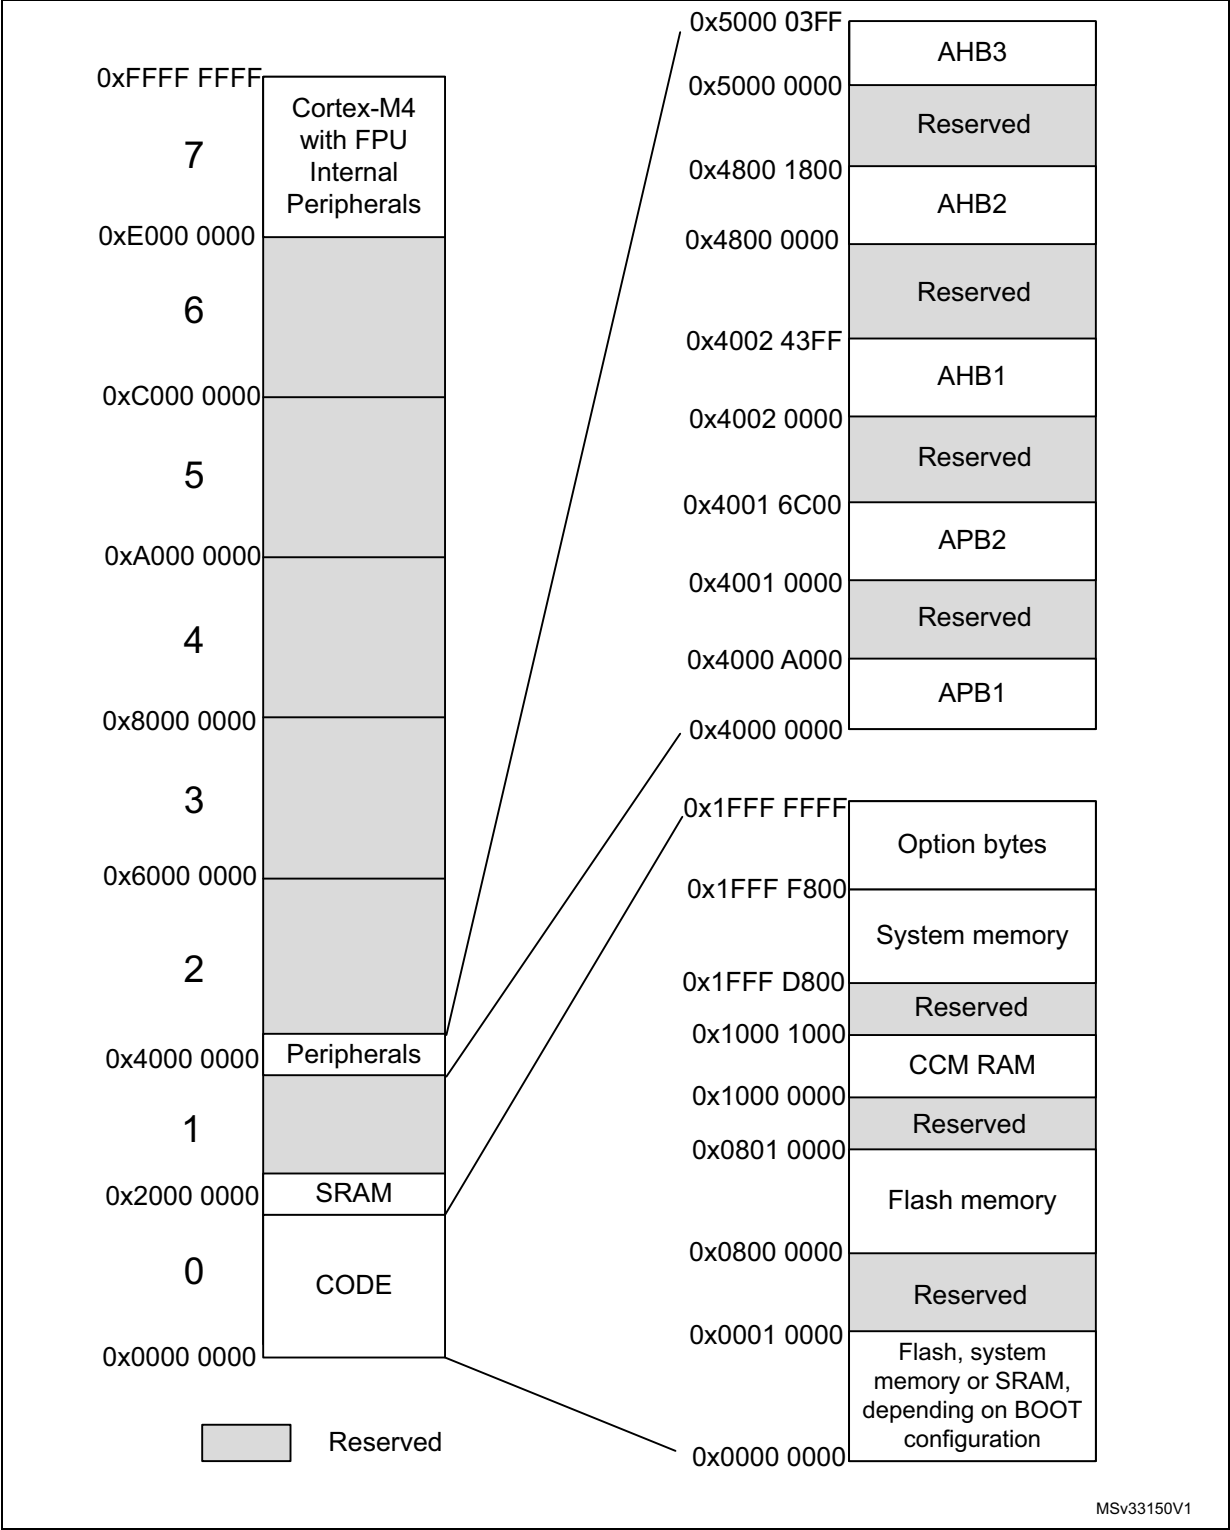 0xFFFF FFFF
7
Cortex-M4
with FPU
Internal
Peripherals
0xE000 0000
6
0xC000 0000
5
0xA000 0000
4
0x8000 0000
3
0x6000 0000
2
0x4000 0000
Peripherals
1
0x2000 0000
SRAM
0
CODE
0x0000 0000
Reserved
0x5000 03FF
AHB3
0x5000 0000
Reserved
0x4800 1800
AHB2
0x4800 0000
Reserved
0x4002 43FF
AHB1
0x4002 0000
Reserved
0x4001 6C00
APB2
0x4001 0000
Reserved
0x4000 A000
APB1
0x4000 0000
0x1FFF FFFF
Option bytes
0x1FFF F800
System memory
0x1FFF D800
Reserved
0x1000 1000
CCM RAM
0x1000 0000
Reserved
0x0801 0000
Flash memory
0x0800 0000
Reserved
0x0001 0000
Flash, system
memory or SRAM,
depending on BOOT
configuration
0x0000 0000
MSv33150V1